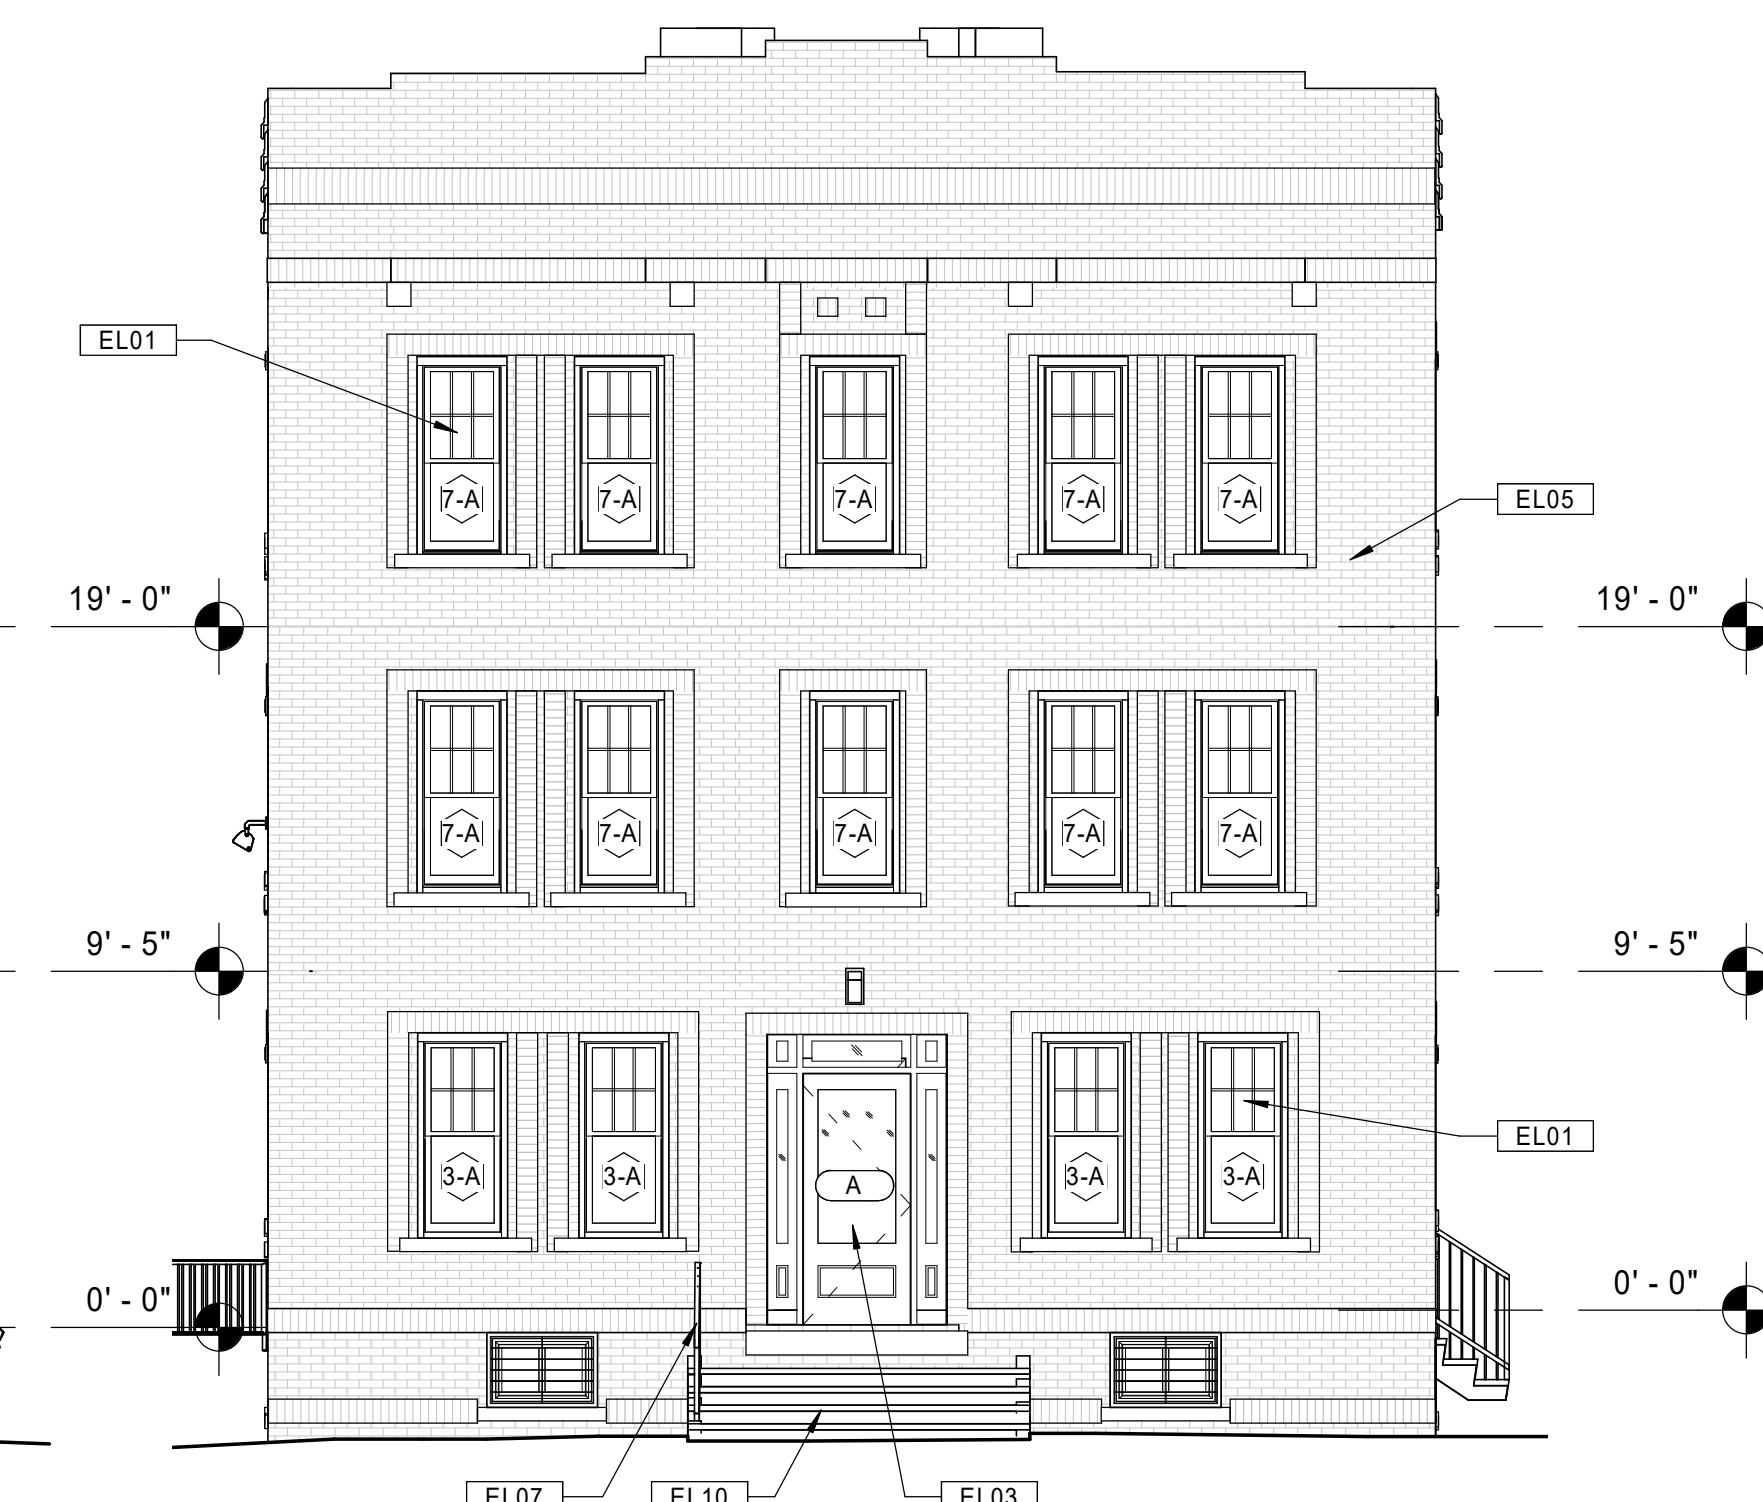 EL01
7-A 7-A 7-A 7-A 7-A
EL05
19' - 0" 19' - 0"
7-A 7-A 7-A 7-A 7-A
9' - 5" 9' - 5"
EL01
3-A 3-A A 3-A 3-A
0' - 0" 0' - 0"
EL07 EL10 EL03